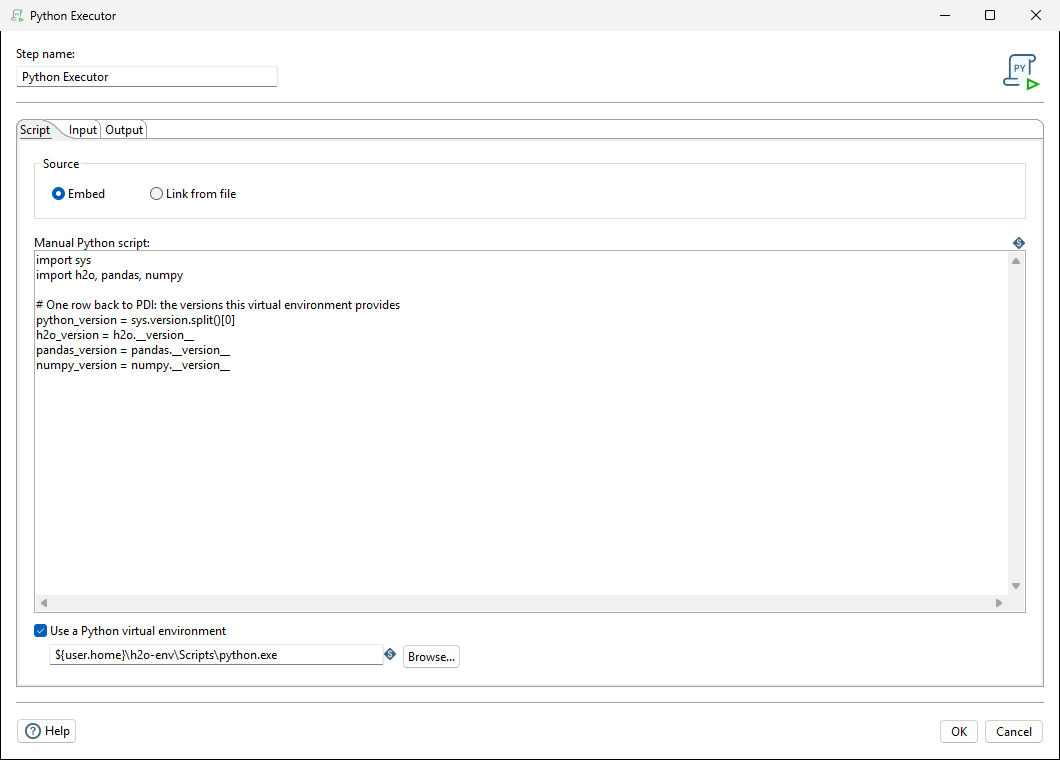 Python Executor
Step name:
Python Executor
PY
Script Input Output
Source
Embed Link from file
Manual Python script:
import sys
import h2o, pandas, numpy
# One row back to PDI: the versions this virtual environment provides
python_version = sys.version.split()[0]
h2o_version = h2o.__version__
pandas_version = pandas.__version__
numpy_version = numpy.__version__
Use a Python virtual environment
${user.home}\h2o-env\Scripts\python.exe
Browse...
Help OK Cancel